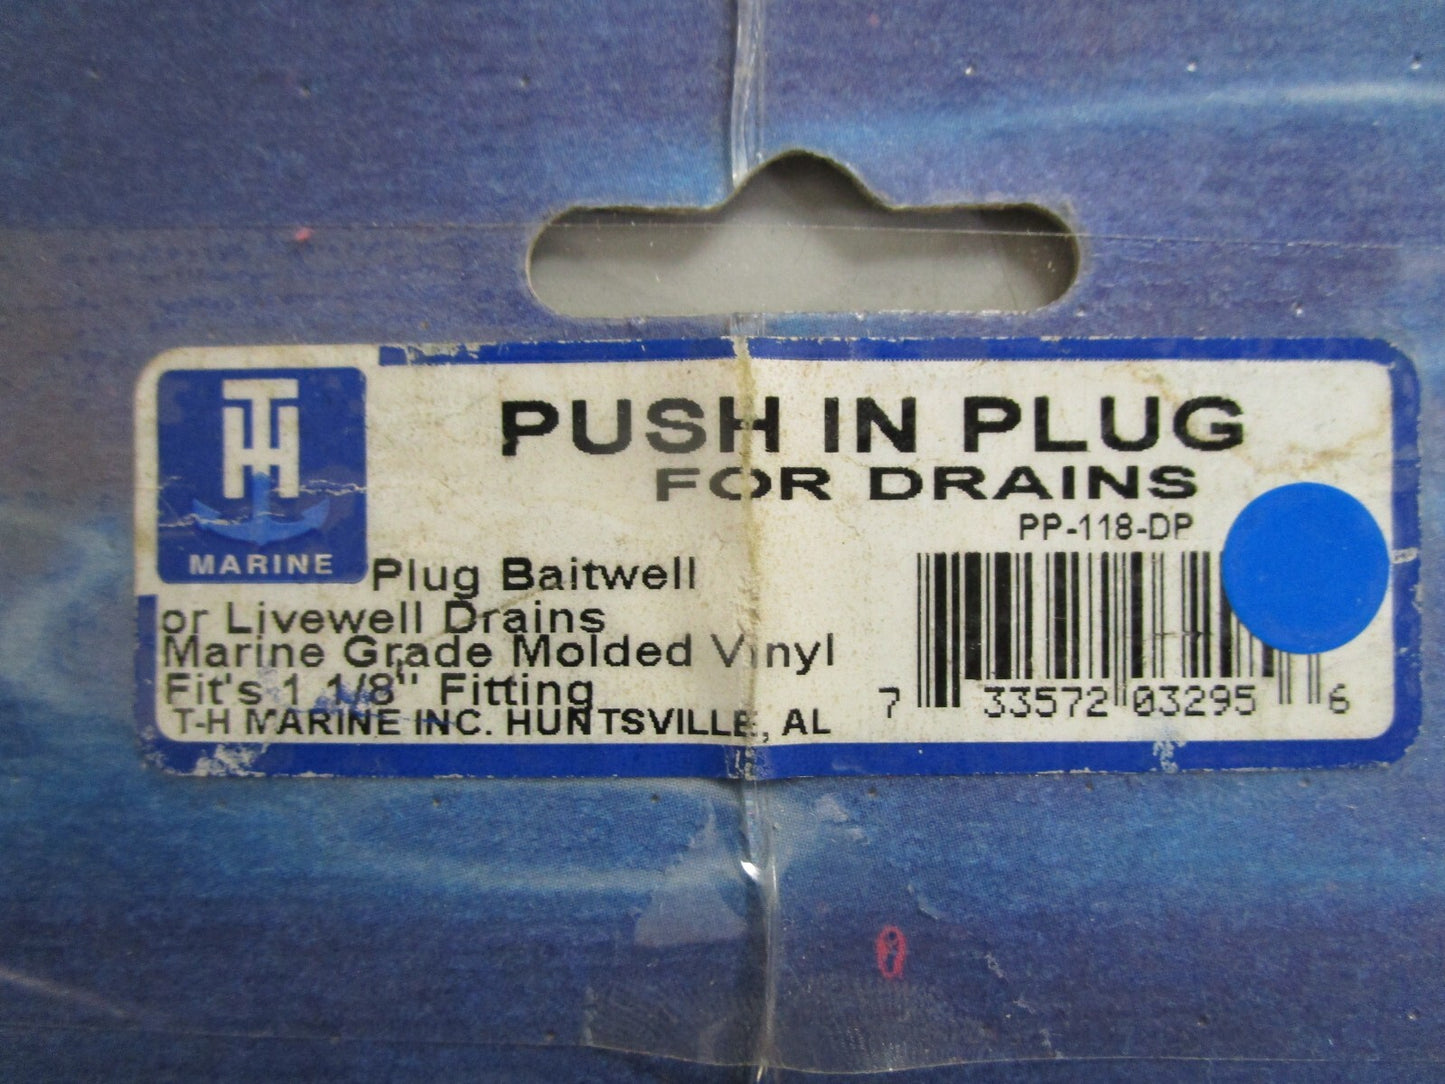 TH
MARINE
PUSH IN PLUG
FOR DRAINS
PP-118-DP
Plug Baitwell
or Livewell Drains
Marine Grade Molded Vinyl
Fit's 1 1/8" Fitting
T-H MARINE INC. HUNTSVILLE, AL
7 33572 03295 6